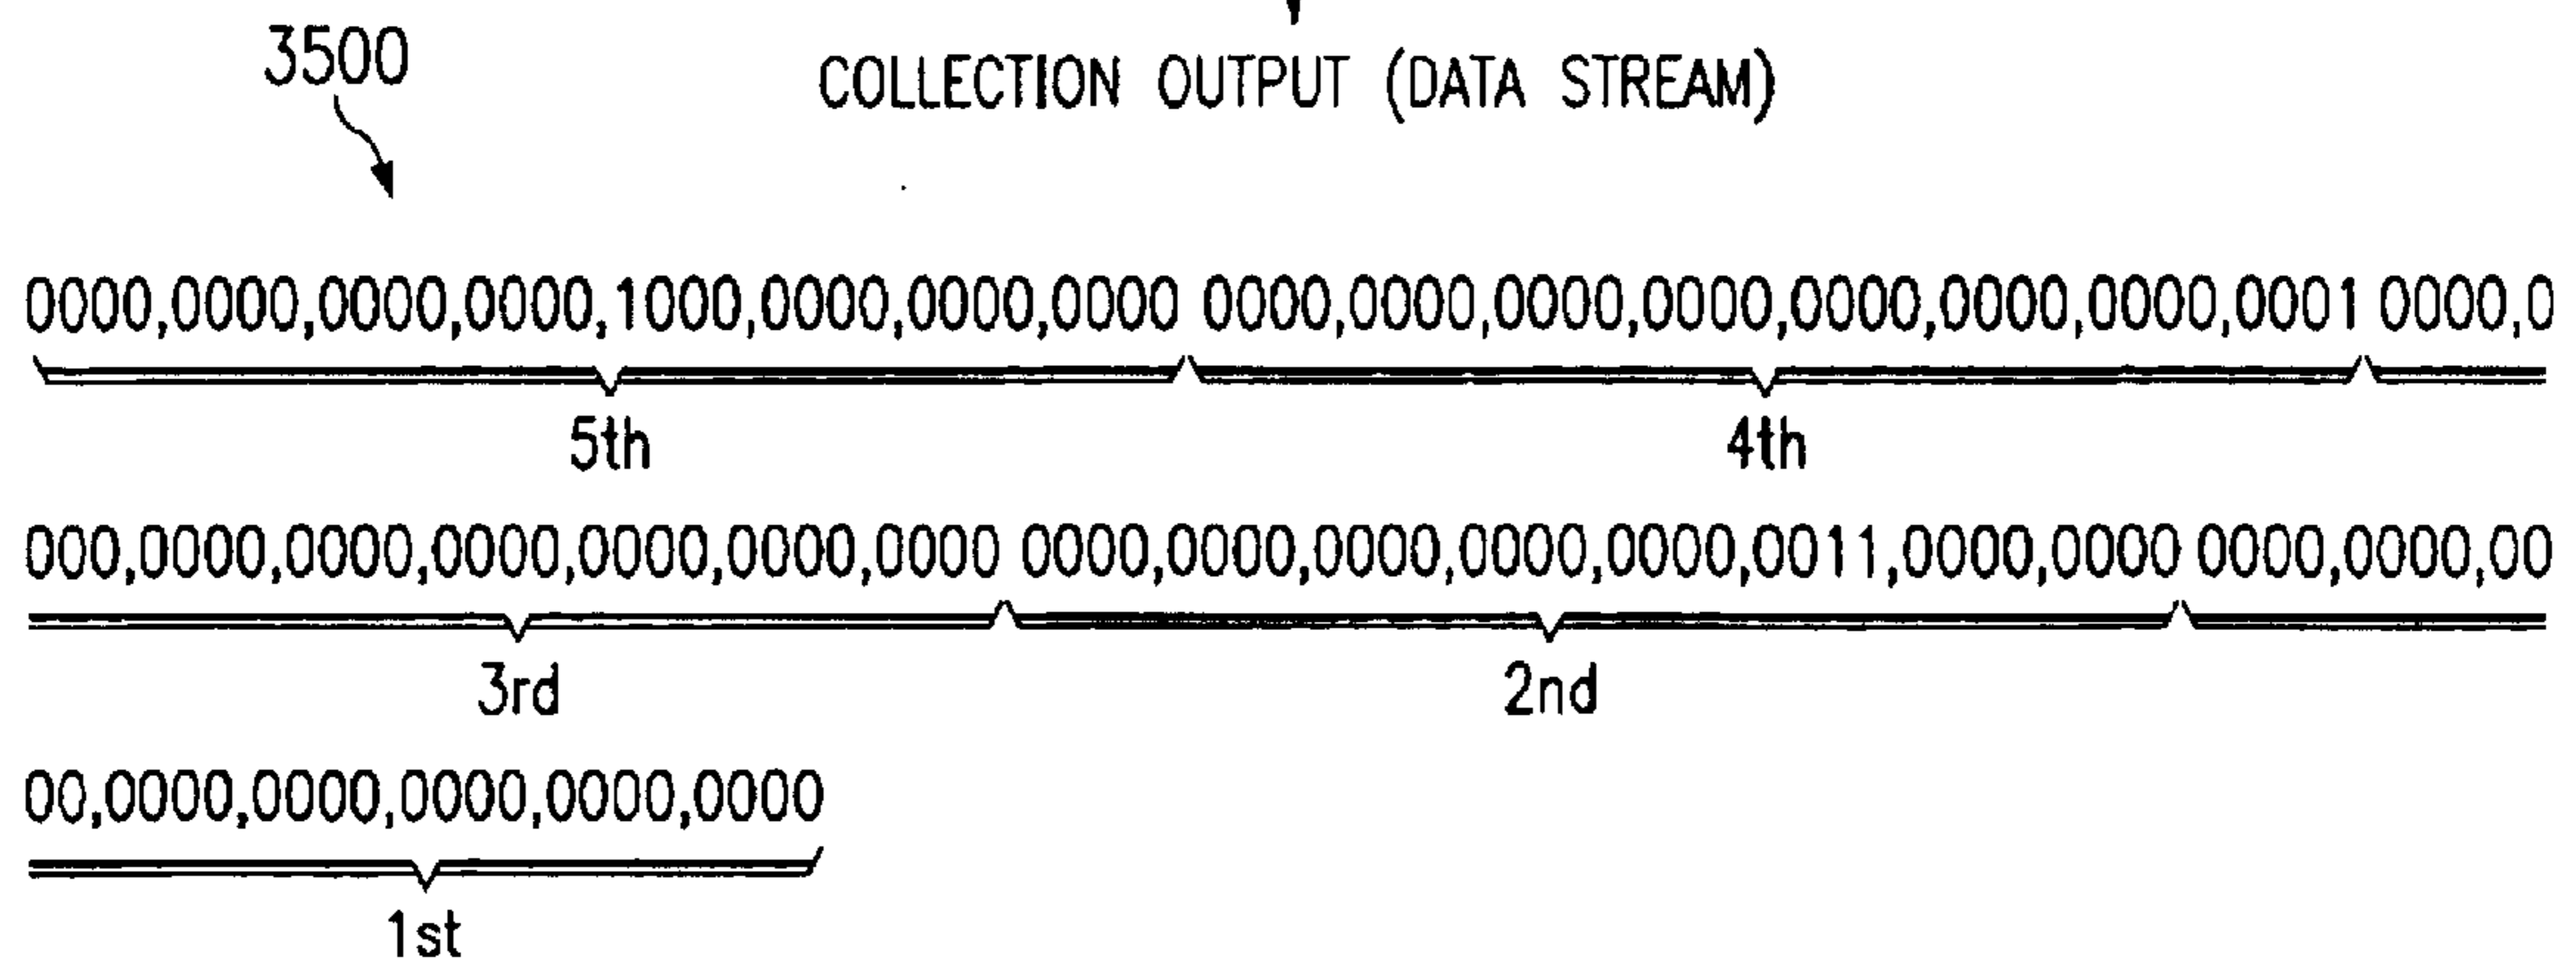 3500
COLLECTION OUTPUT (DATA STREAM)
0000,0000,0000,0000,1000,0000,0000,0000 0000,0000,0000,0000,0000,0000,0000,0001 0000,0
5th 4th
000,0000,0000,0000,0000,0000,0000 0000,0000,0000,0000,0000,0011,0000,0000 0000,0000,00
3rd 2nd
00,0000,0000,0000,0000,0000
1st